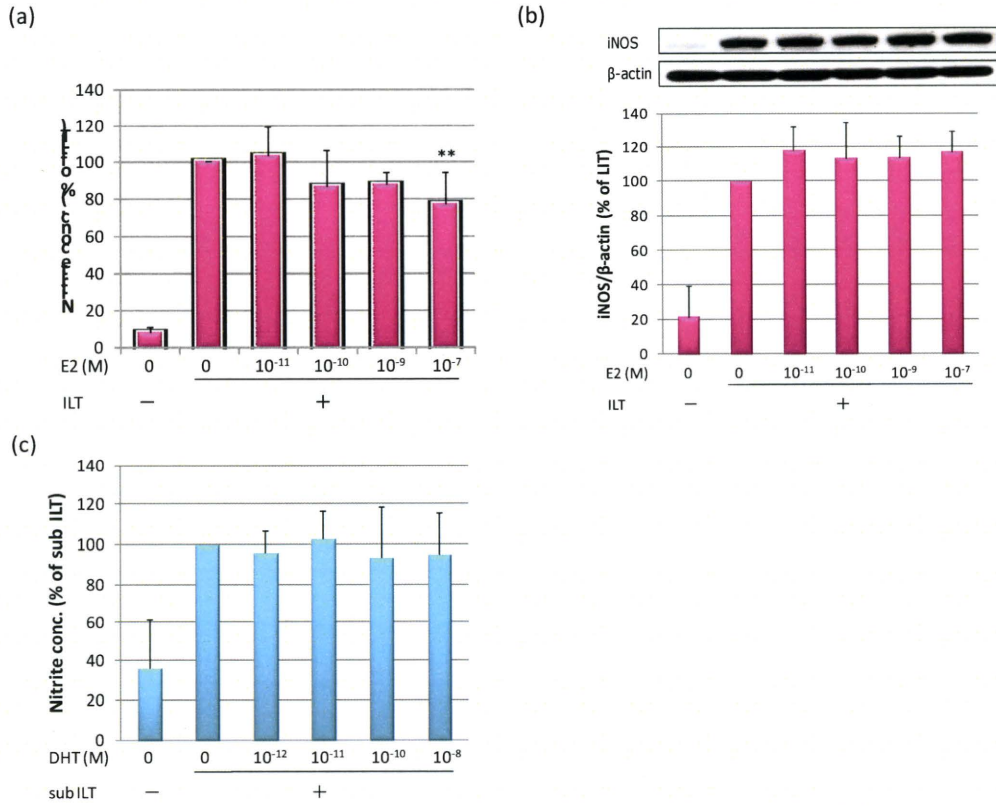 (a)
140
120
100
80
60
40
20
0
**
E2 (M) 0 0 10⁻¹¹ 10⁻¹⁰ 10⁻⁹ 10⁻⁷
ILT − +
(b)
iNOS
β-actin
iNOS/β-actin (% of LIT)
140
120
100
80
60
40
20
0
E2 (M) 0 0 10⁻¹¹ 10⁻¹⁰ 10⁻⁹ 10⁻⁷
ILT − +
(c)
Nitrite conc. (% of sub ILT)
140
120
100
80
60
40
20
0
DHT (M) 0 0 10⁻¹² 10⁻¹¹ 10⁻¹⁰ 10⁻⁸
sub ILT − +